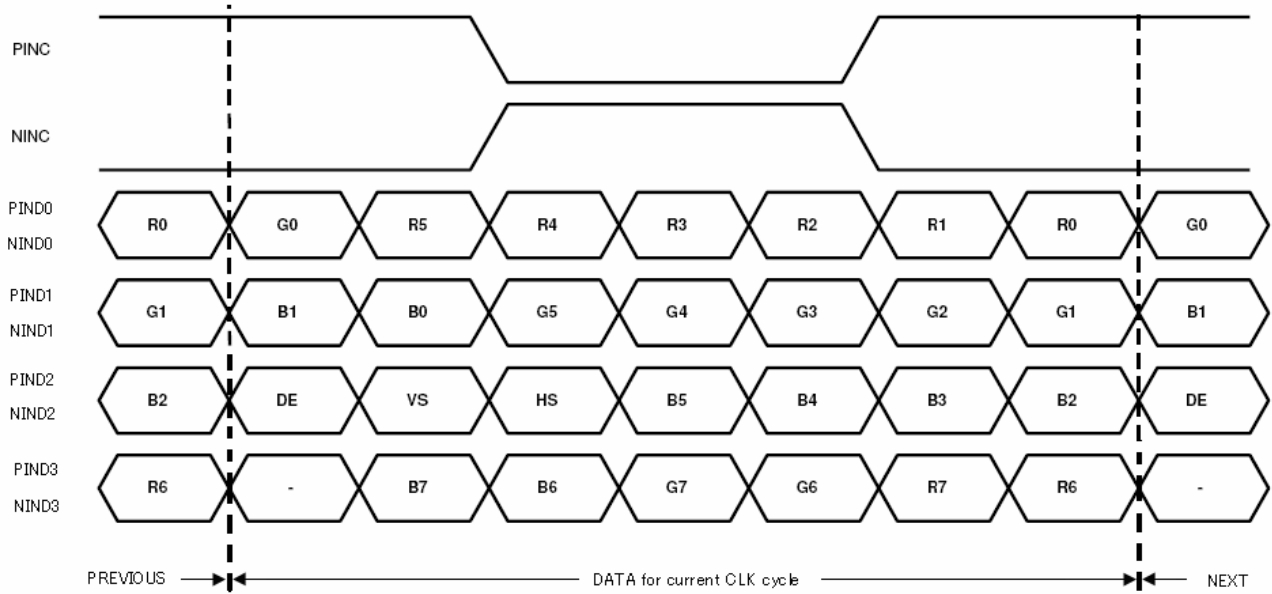 PINC
NINC
PIND0
NIND0
R0 G0 R5 R4 R3 R2 R1 R0 G0
PIND1
NIND1
G1 B1 B0 G5 G4 G3 G2 G1 B1
PIND2
NIND2
B2 DE VS HS B5 B4 B3 B2 DE
PIND3
NIND3
R6 - B7 B6 G7 G6 R7 R6 -
PREVIOUS DATA for current CLK cycle NEXT